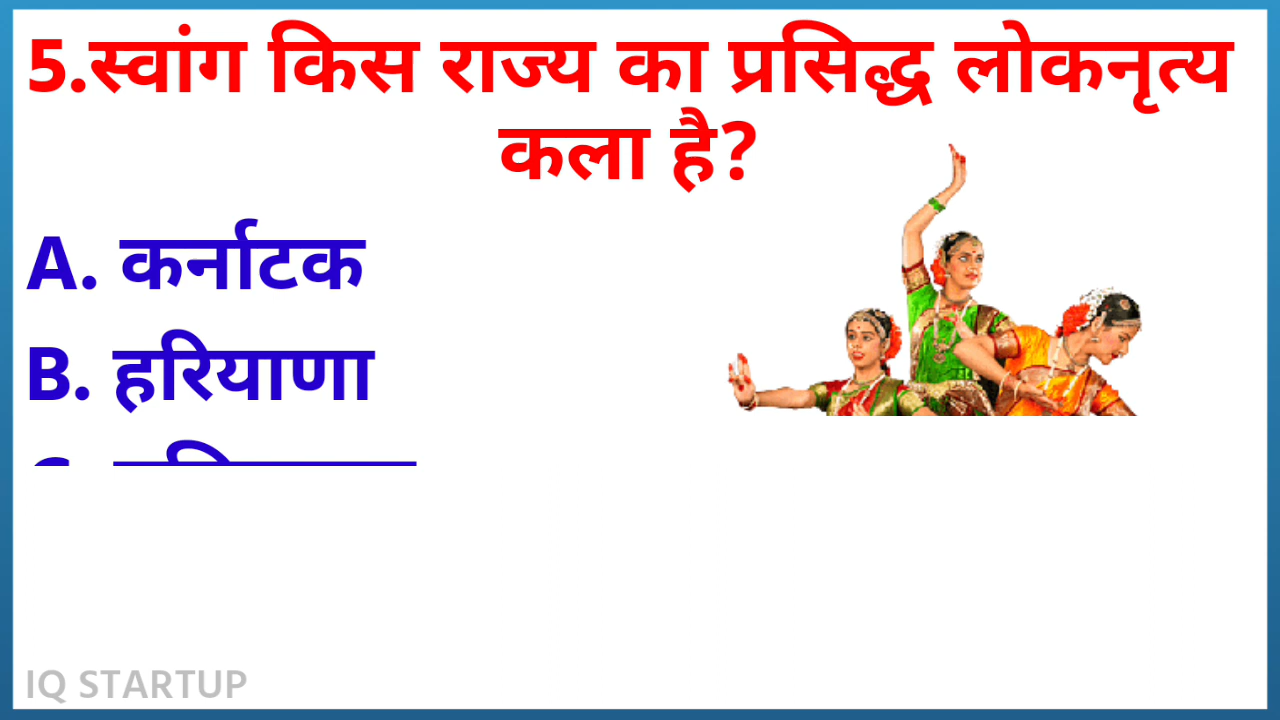 5.स्वांग किस राज्य का प्रसिद्ध लोकनृत्य
कला है?
A. कर्नाटक
B. हरियाणा
IQ STARTUP